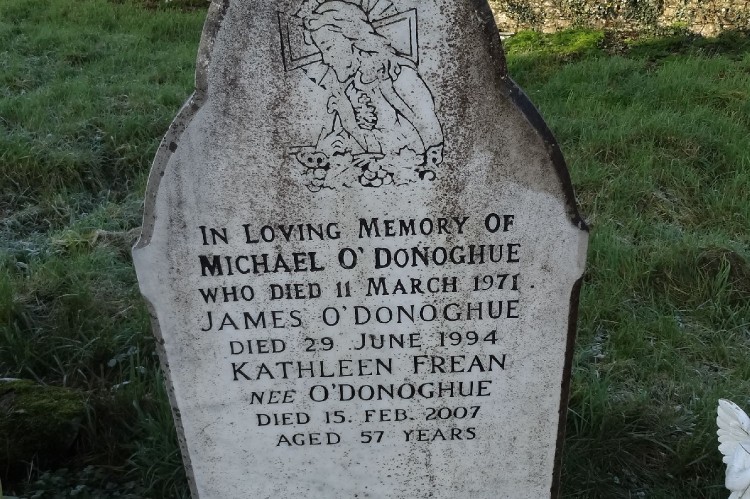 IN LOVING MEMORY OF
MICHAEL O'DONOGHUE
WHO DIED 11 MARCH 1971.
JAMES O'DONOGHUE
DIED 29 JUNE 1994
KATHLEEN FREAN
NEE O'DONOGHUE
DIED 15. FEB. 2007
AGED 57 YEARS